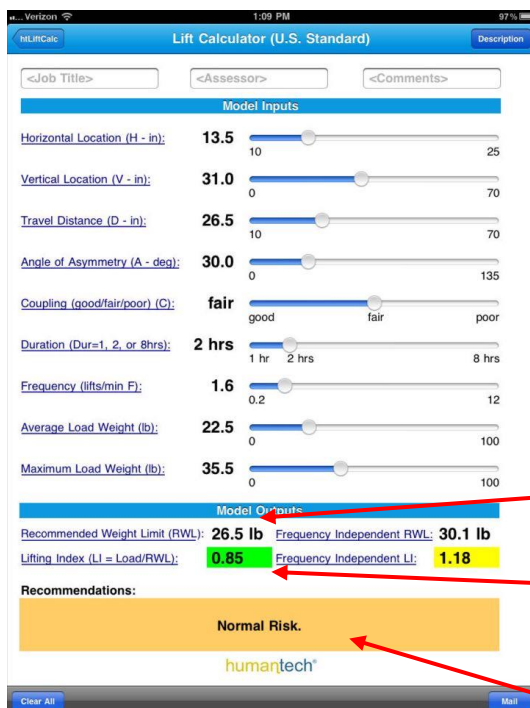 Verizon 1:09 PM 97%
htLiftCalc Lift Calculator (U.S. Standard) Description
<Job Title> <Assessor> <Comments>
Model Inputs
Horizontal Location (H - in): 13.5
10 25
Vertical Location (V - in): 31.0
0 70
Travel Distance (D - in): 26.5
10 70
Angle of Asymmetry (A - deg): 30.0
0 135
Coupling (good/fair/poor) (C): fair
good fair poor
Duration (Dur=1, 2, or 8hrs): 2 hrs
1 hr 2 hrs 8 hrs
Frequency (lifts/min F): 1.6
0.2 12
Average Load Weight (lb): 22.5
0 100
Maximum Load Weight (lb): 35.5
0 100
Model Outputs
Recommended Weight Limit (RWL): 26.5 lb Frequency Independent RWL: 30.1 lb
Lifting Index (LI = Load/RWL): 0.85 Frequency Independent LI: 1.18
Recommendations:
Normal Risk.
humantech®
Clear All Mail